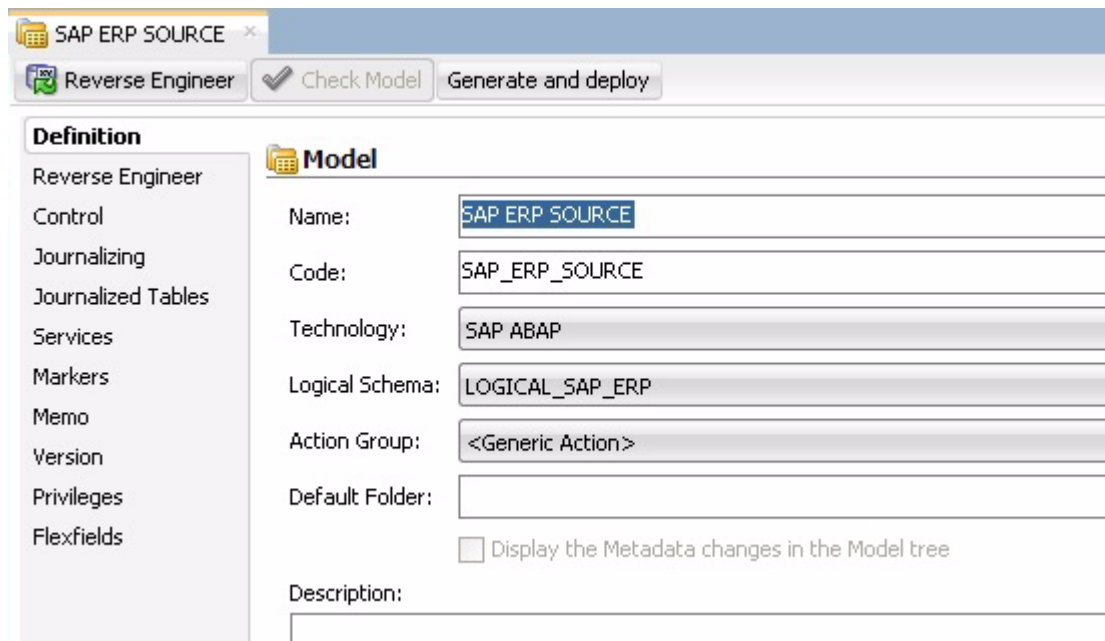 SAP ERP SOURCE
Reverse Engineer Check Model Generate and deploy
Definition
Reverse Engineer
Control
Journalizing
Journalized Tables
Services
Markers
Memo
Version
Privileges
Flexfields
Model
Name: SAP ERP SOURCE
Code: SAP_ERP_SOURCE
Technology: SAP ABAP
Logical Schema: LOGICAL_SAP_ERP
Action Group: <Generic Action>
Default Folder:
Display the Metadata changes in the Model tree
Description: